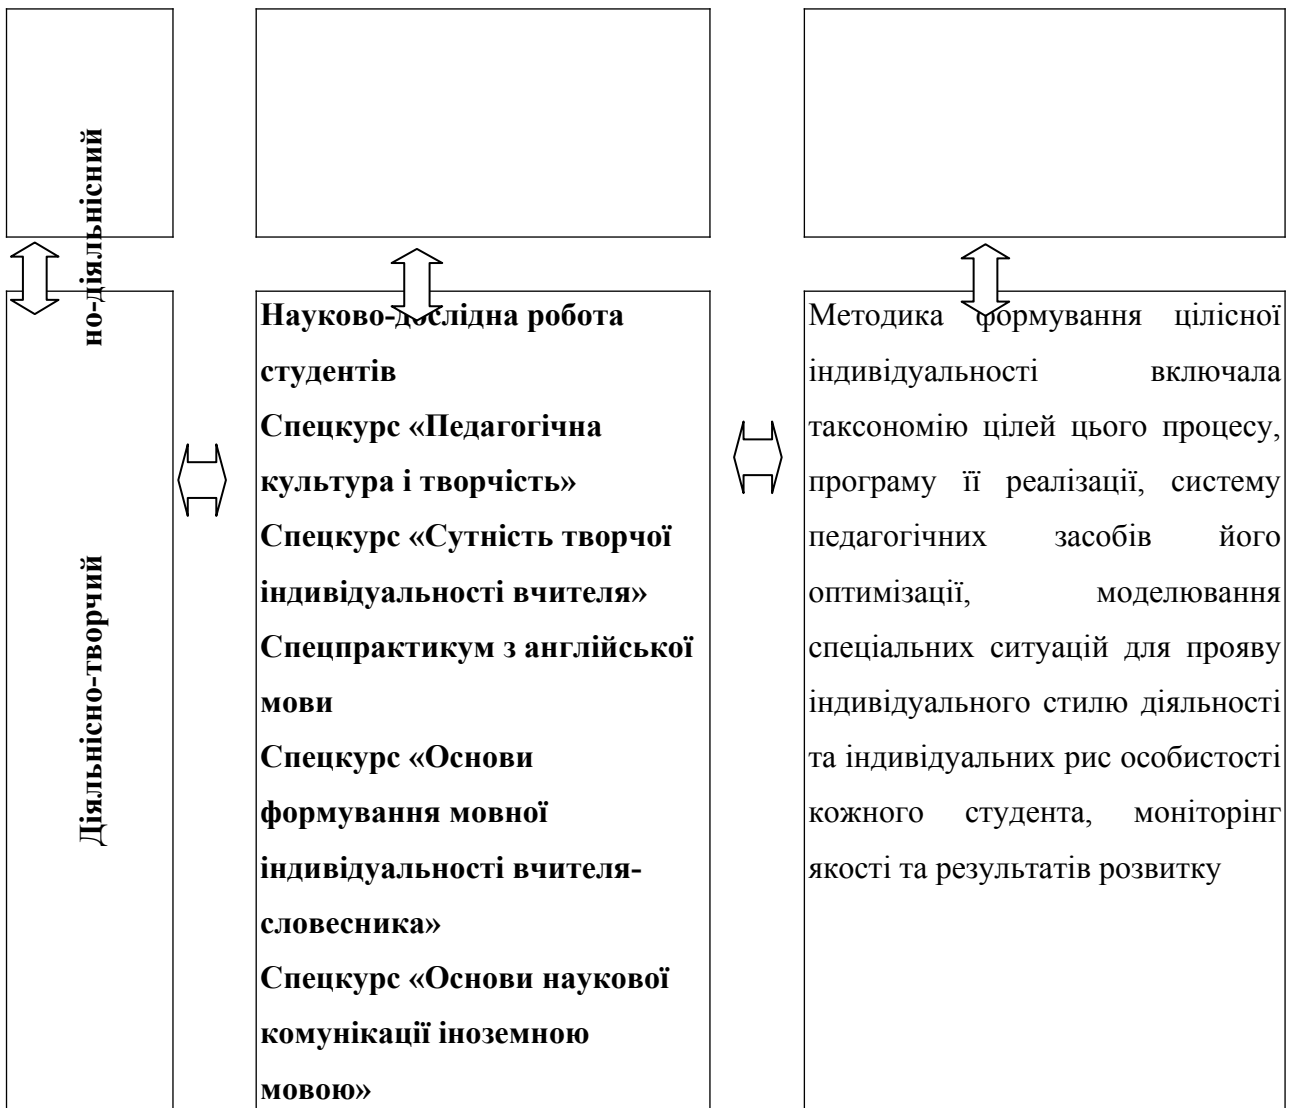 но-діяльнісний
Діяльнісно-творчий
Науково-дослідна робота
студентів
Спецкурс «Педагогічна
культура і творчість»
Спецкурс «Сутність творчої
індивідуальності вчителя»
Спецпрактикум з англійської
мови
Спецкурс «Основи
формування мовної
індивідуальності вчителя-
словесника»
Спецкурс «Основи наукової
комунікації іноземною
мовою»
Методика формування цілісної
індивідуальності включала
таксономію цілей цього процесу,
програму її реалізації, систему
педагогічних засобів його
оптимізації, моделювання
спеціальних ситуацій для прояву
індивідуального стилю діяльності
та індивідуальних рис особистості
кожного студента, моніторінг
якості та результатів розвитку